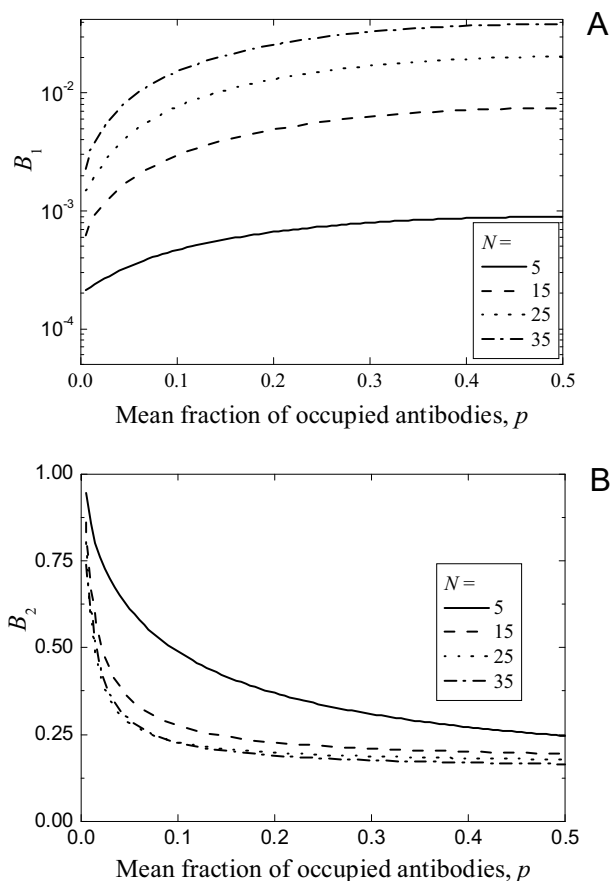 A
10⁻²
10⁻³
10⁻⁴
B₁
N =
5
15
25
35
0.0 0.1 0.2 0.3 0.4 0.5
Mean fraction of occupied antibodies, p
B
1.00
0.75
0.50
0.25
0.00
B₂
N =
5
15
25
35
0.0 0.1 0.2 0.3 0.4 0.5
Mean fraction of occupied antibodies, p